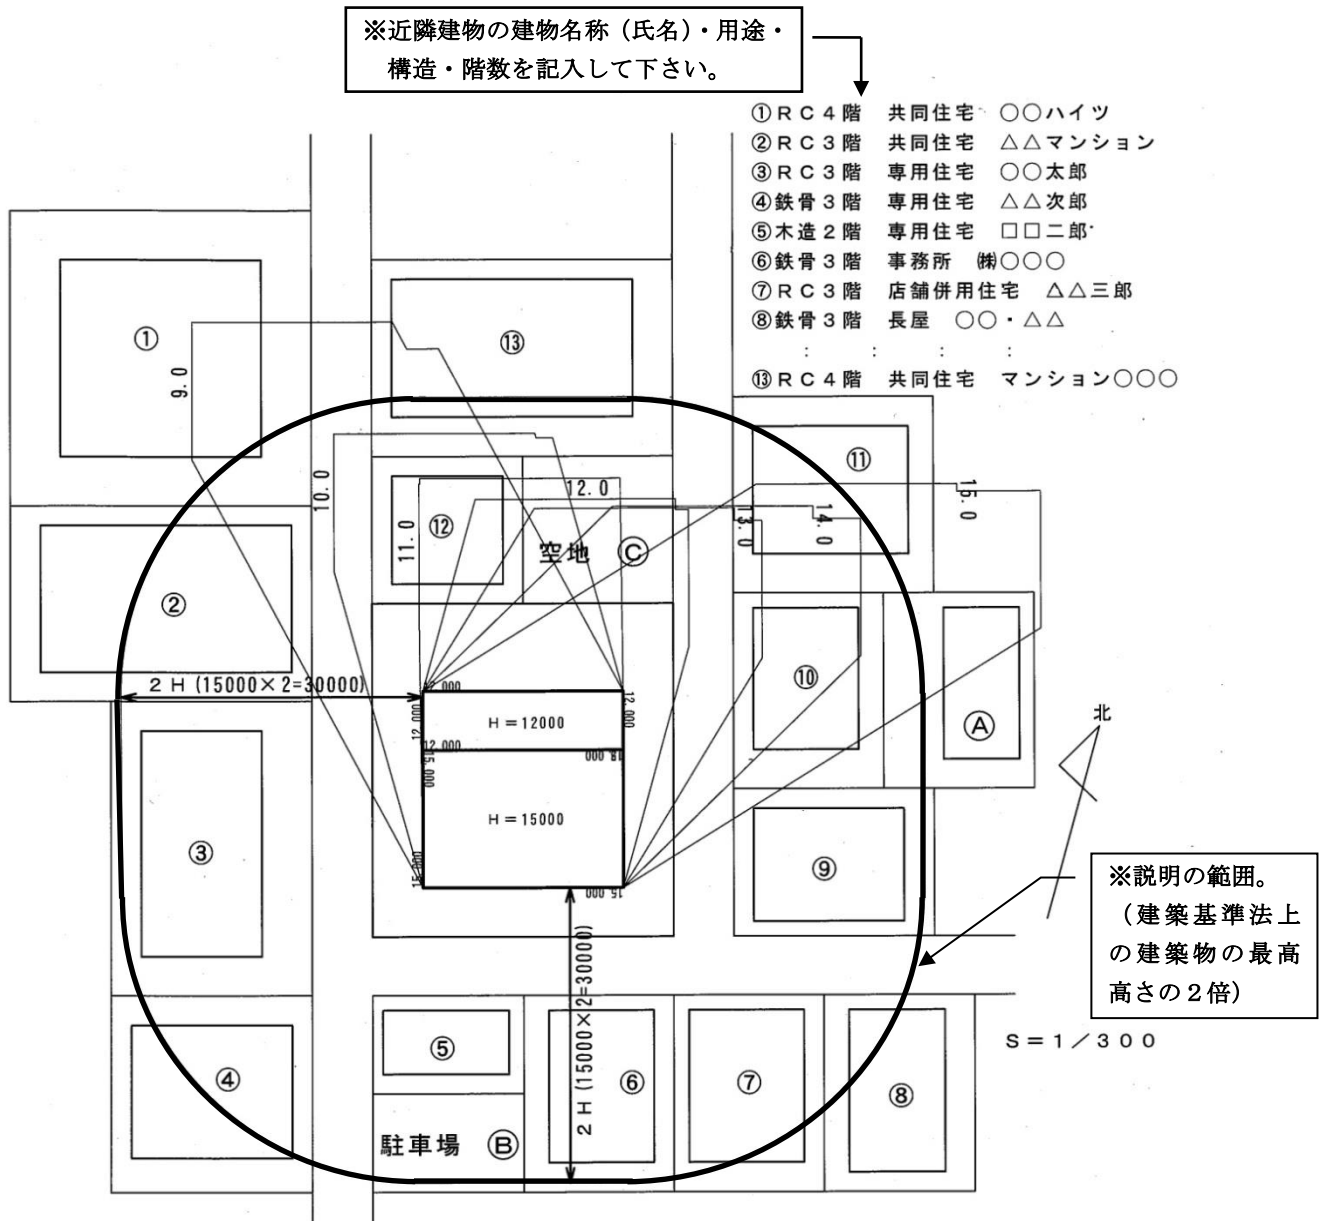 ※近隣建物の建物名称（氏名）・用途・
構造・階数を記入して下さい。
①ＲＣ４階　共同住宅　○○ハイツ
②ＲＣ３階　共同住宅　△△マンション
③ＲＣ３階　専用住宅　○○太郎
④鉄骨３階　専用住宅　△△次郎
⑤木造２階　専用住宅　□□二郎
⑥鉄骨３階　事務所　㈱○○○
⑦ＲＣ３階　店舗併用住宅　△△三郎
⑧鉄骨３階　長屋　○○・△△
：　：　：　：
⑬ＲＣ４階　共同住宅　マンション○○○
①
⑬
9.0
10.0
⑪
12.0
15.0
11.0
⑫
空地　Ⓒ
13.0
14.0
②
2H (15000×2=30000)
⑩
Ⓐ
北
12.000
12.000
12.000
H＝12000
12.000
15.000
15.000
H＝15000
15.000
15.000
③
⑨
※説明の範囲。
（建築基準法上
の建築物の最高
高さの２倍）
2H (15000×2=30000)
S＝１／３００
④
⑤
⑥
⑦
⑧
駐車場　Ⓑ